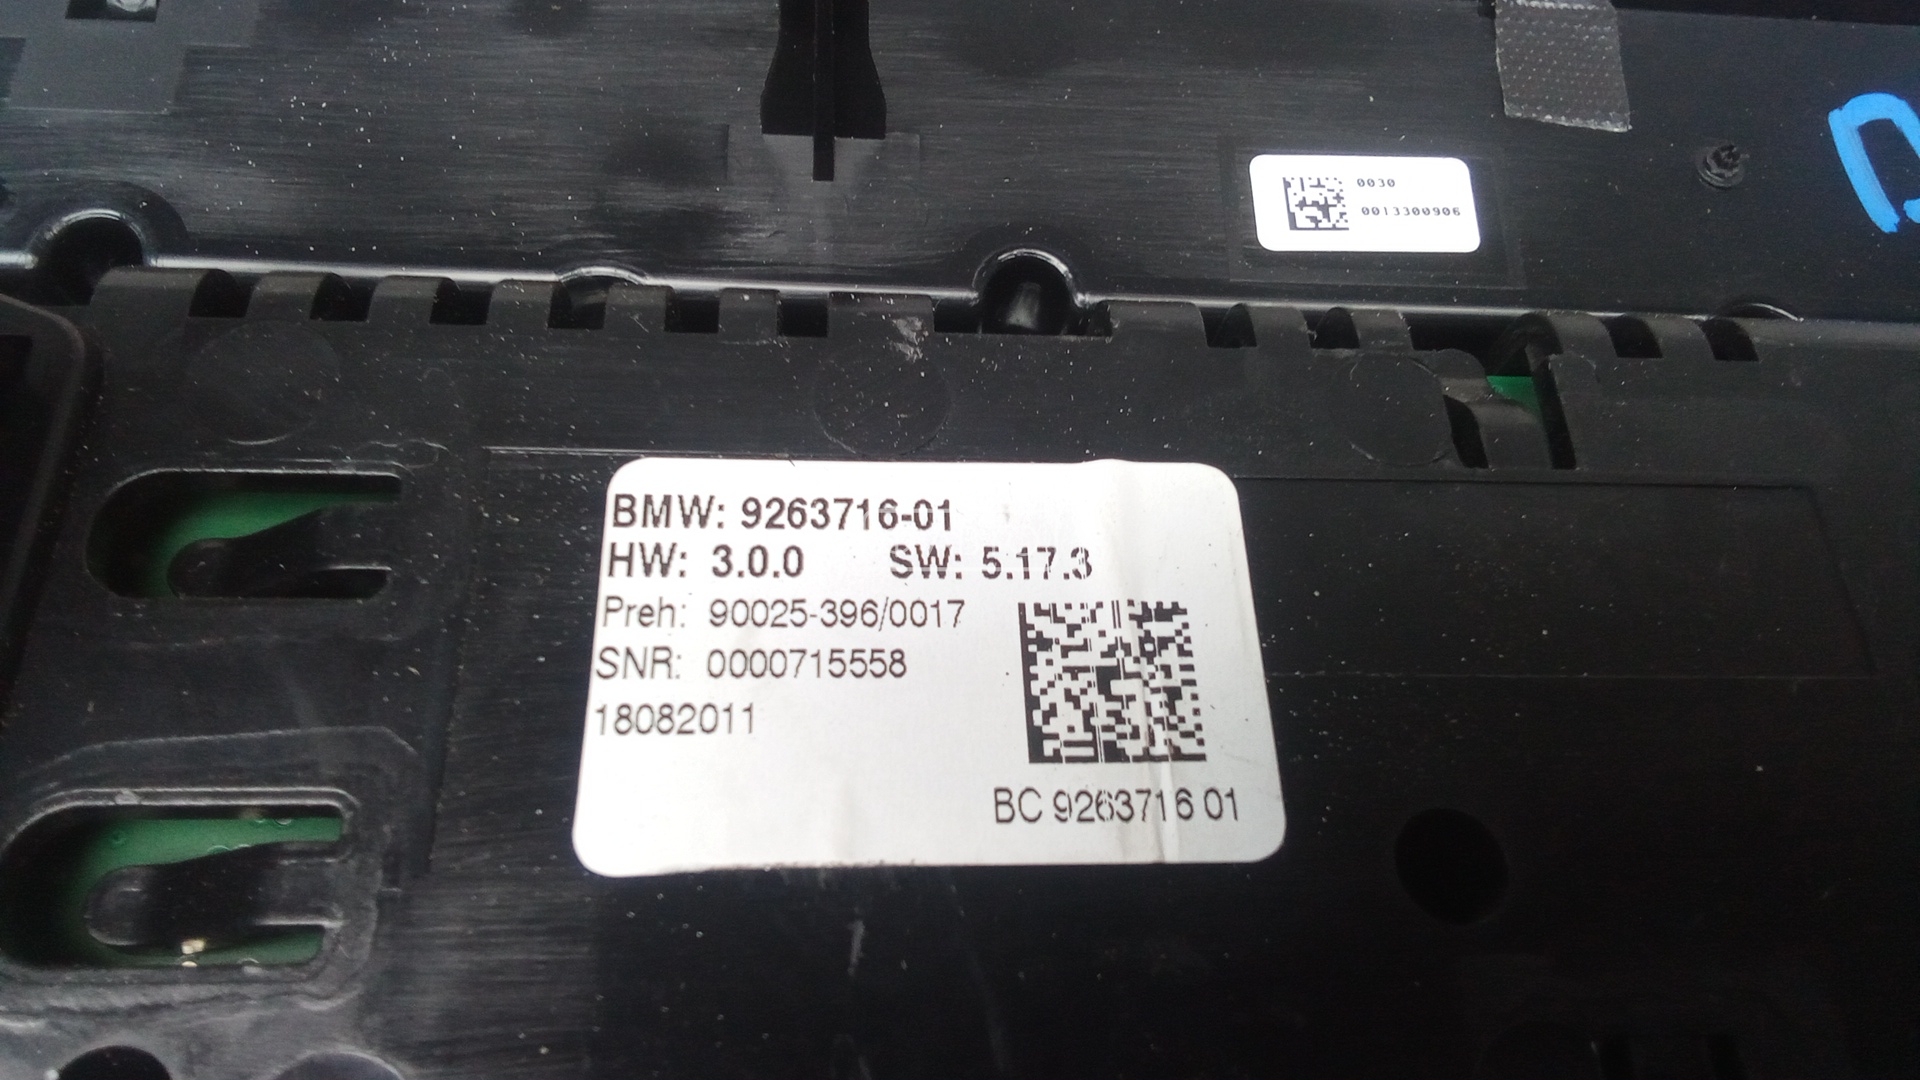 0030
0013300906
BMW: 9263716-01
HW: 3.0.0 SW: 5.17.3
Preh: 90025-396/0017
SNR: 0000715558
18082011
BC 9263716 01